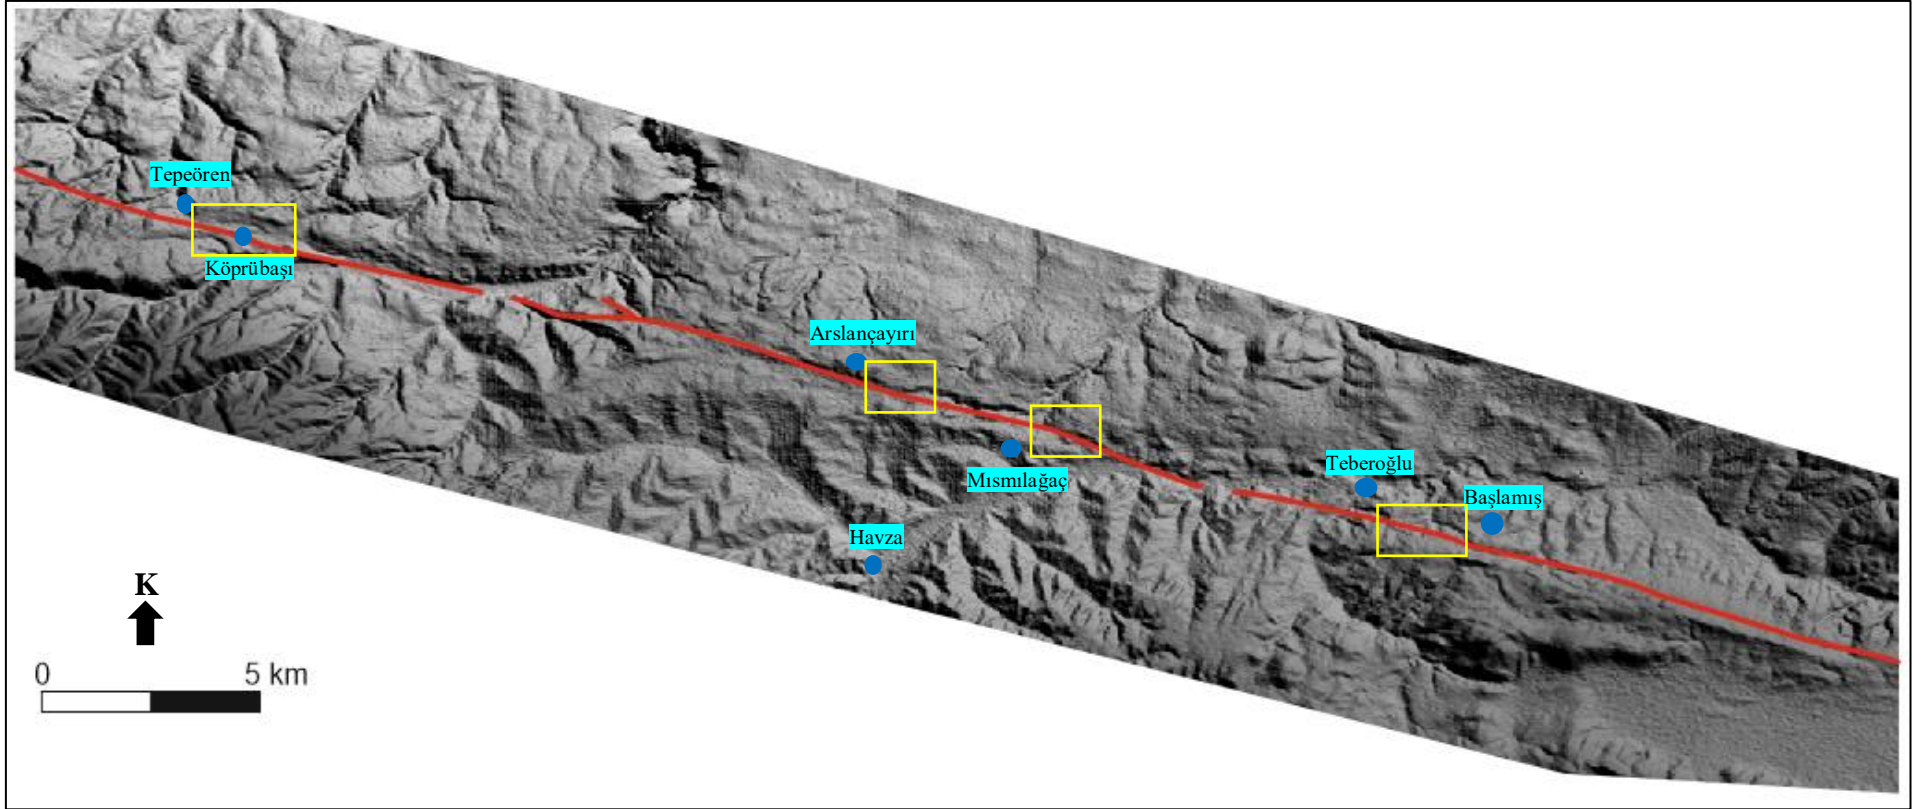 Tepeören
Köprübaşı
Arslançayırı
Mısmılağaç
Teberoğlu
Başlamış
Havza
K
0 5 km